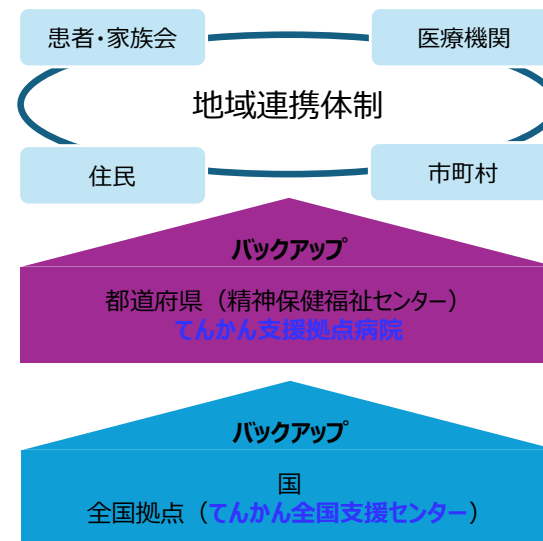 患者・家族会
医療機関
地域連携体制
住民
市町村
バックアップ
都道府県（精神保健福祉センター）
てんかん支援拠点病院
バックアップ
国
全国拠点（てんかん全国支援センター）